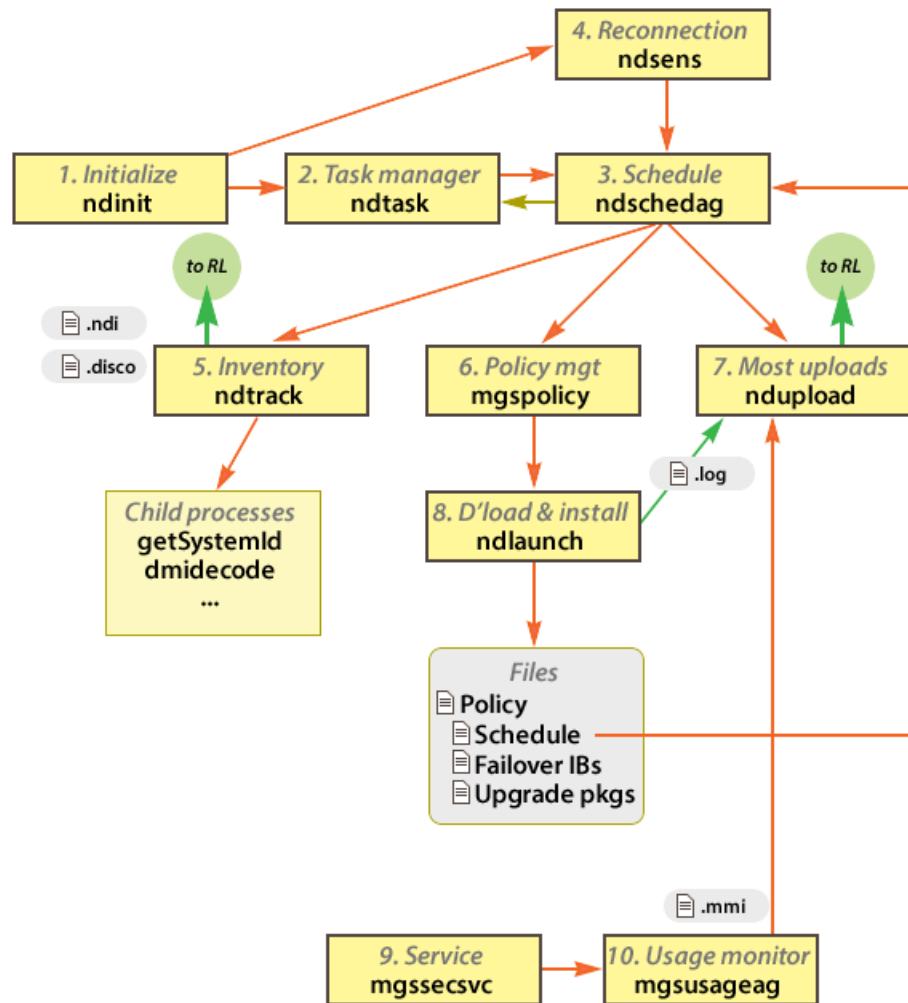 4. Reconnection
ndsens
1. Initialize
ndinit
2. Task manager
ndtask
3. Schedule
ndschedag
to RL
to RL
.ndi
.disco
5. Inventory
ndtrack
6. Policy mgt
mgspolicy
7. Most uploads
ndupload
.log
Child processes
getSystemId
dmidecode
...
8. D'load & install
ndlaunch
Files
Policy
Schedule
Failover IBs
Upgrade pkgs
.mmi
9. Service
mgssecsvc
10. Usage monitor
mgsusageag